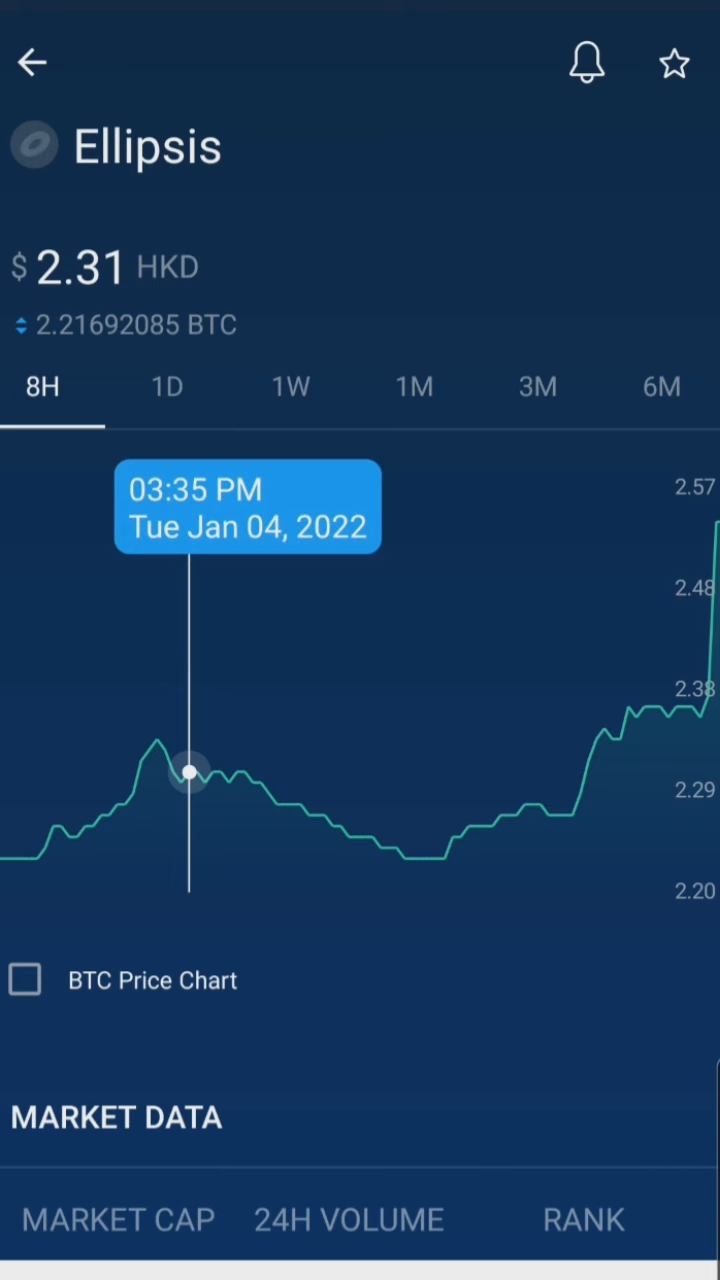 Ellipsis
$ 2.31 HKD
2.21692085 BTC
8H 1D 1W 1M 3M 6M
03:35 PM
Tue Jan 04, 2022
2.57
2.48
2.38
2.29
2.20
BTC Price Chart
MARKET DATA
MARKET CAP 24H VOLUME RANK